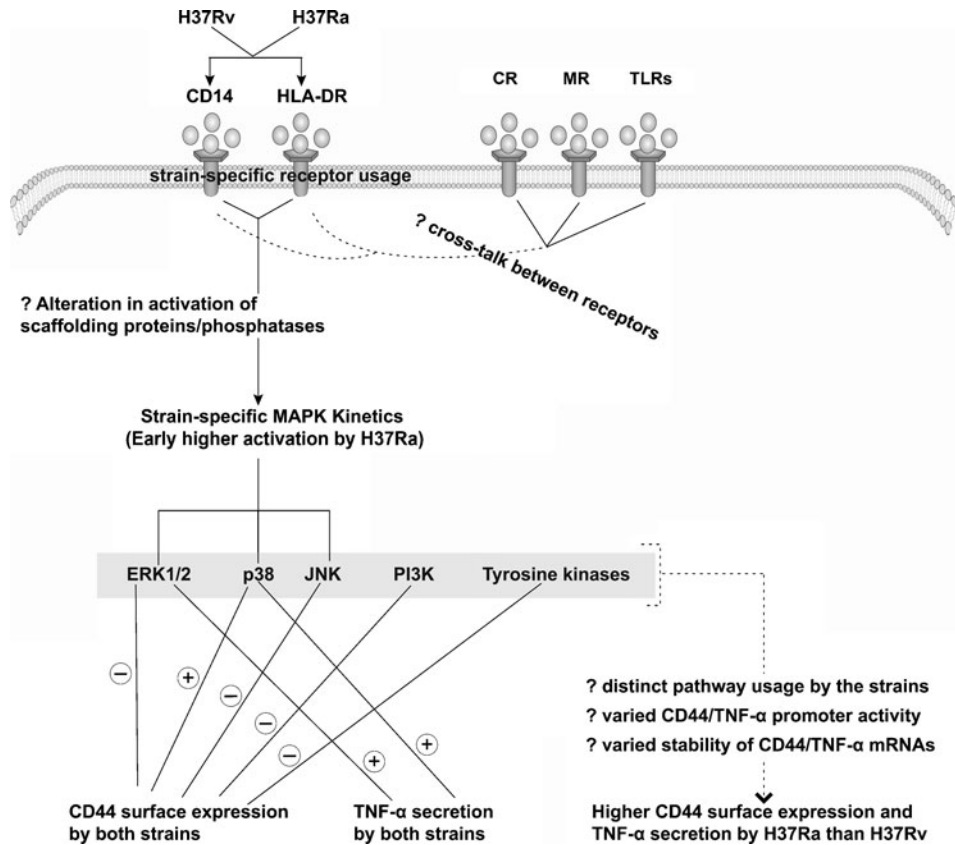 H37Rv H37Ra
CD14 HLA-DR
CR MR TLRs
strain-specific receptor usage
? cross-talk between receptors
? Alteration in activation of
scaffolding proteins/phosphatases
Strain-specific MAPK Kinetics
(Early higher activation by H37Ra)
ERK1/2 p38 JNK PI3K Tyrosine kinases
− + − − − + +
? distinct pathway usage by the strains
? varied CD44/TNF-α promoter activity
? varied stability of CD44/TNF-α mRNAs
CD44 surface expression
by both strains
TNF-α secretion
by both strains
Higher CD44 surface expression and
TNF-α secretion by H37Ra than H37Rv